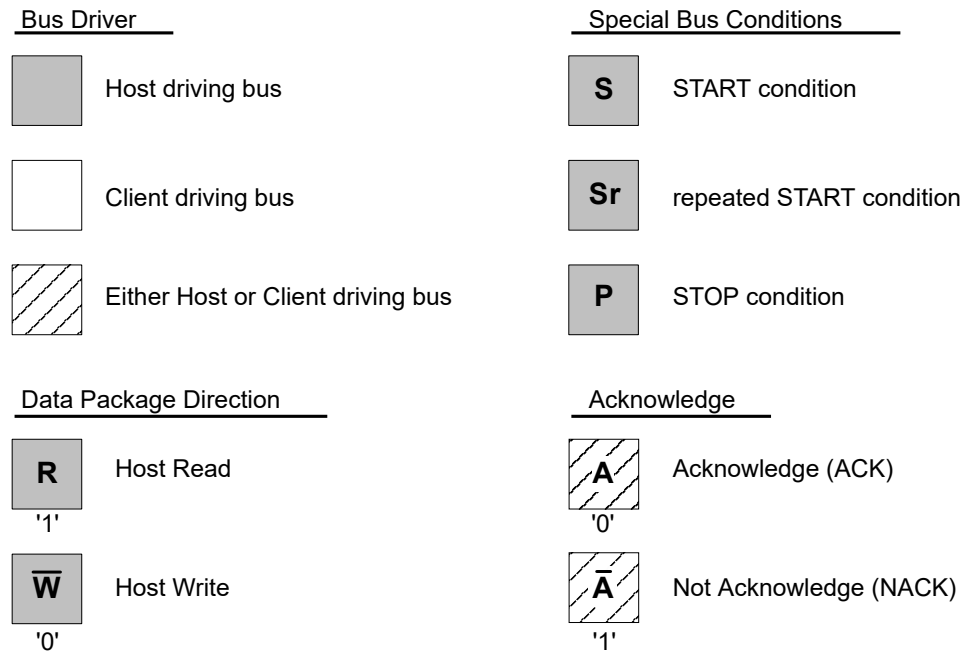 Bus Driver
Host driving bus
Client driving bus
Either Host or Client driving bus
Special Bus Conditions
S START condition
Sr repeated START condition
P STOP condition
Data Package Direction
R Host Read
'1'
W̅ Host Write
'0'
Acknowledge
A Acknowledge (ACK)
'0'
A̅ Not Acknowledge (NACK)
'1'